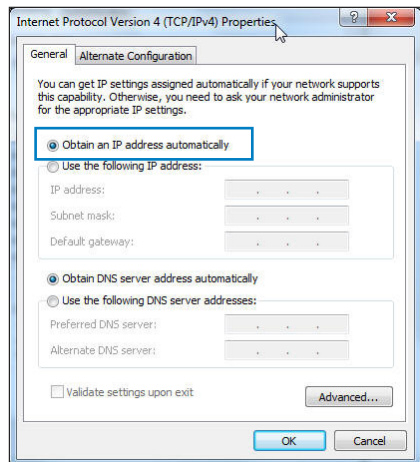 Internet Protocol Version 4 (TCP/IPv4) Properties
General
Alternate Configuration
You can get IP settings assigned automatically if your network supports
this capability. Otherwise, you need to ask your network administrator
for the appropriate IP settings.
Obtain an IP address automatically
Use the following IP address:
IP address:
Subnet mask:
Default gateway:
Obtain DNS server address automatically
Use the following DNS server addresses:
Preferred DNS server:
Alternate DNS server:
Validate settings upon exit
Advanced...
OK
Cancel